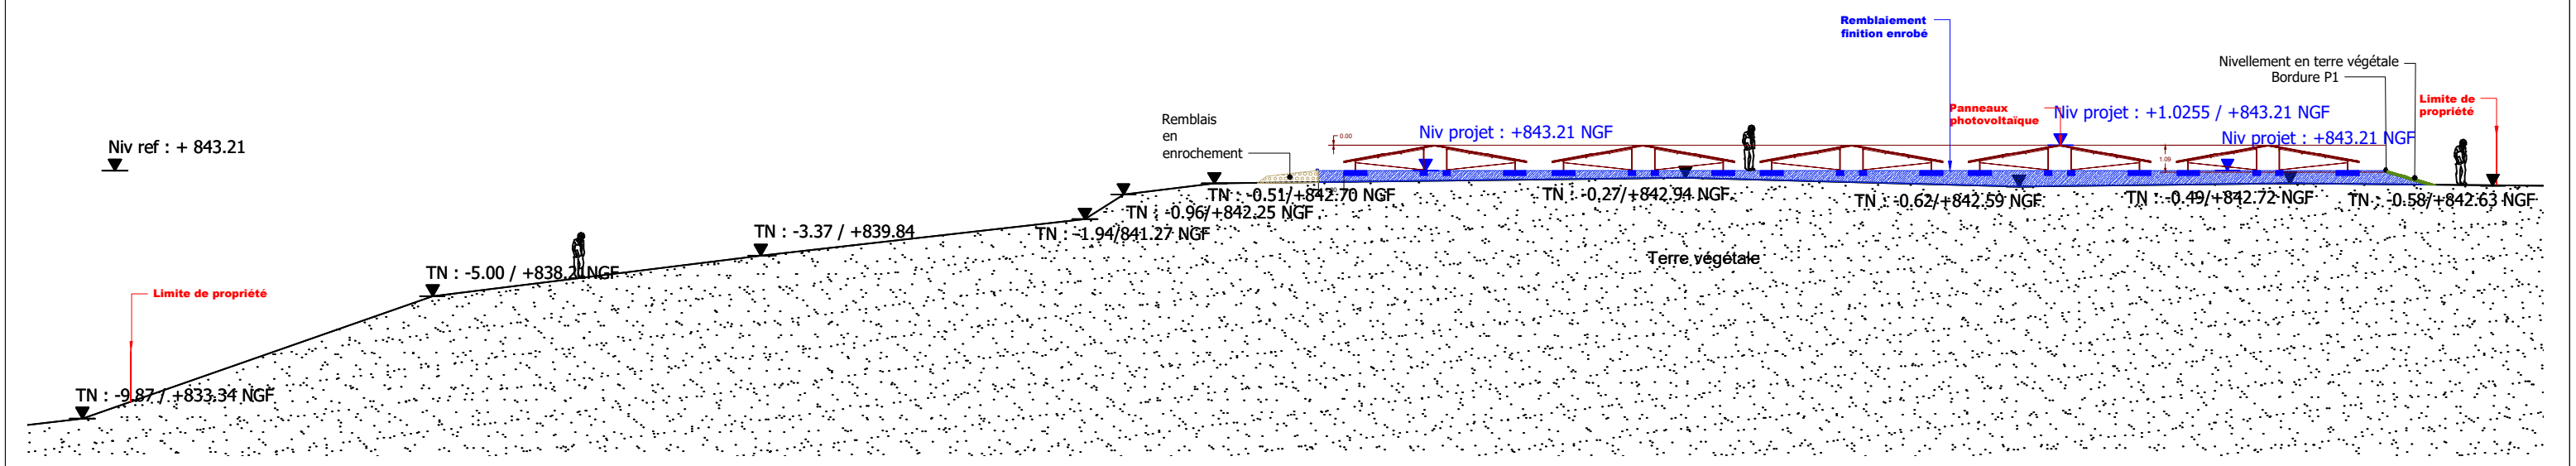 Remblaiement
finition enrobé
Nivellement en terre végétale
Bordure P1
Limite de
propriété
Panneaux
photovoltaïque
Niv projet : +1.0255 / +843.21 NGF
Remblais
en
enrochement
0.00
Niv projet : +843.21 NGF
Niv projet : +843.21 NGF
Niv ref : + 843.21
1.09
TN : -0.51/+842.70 NGF
TN : -0.27/+842.94 NGF
TN : -0.62/+842.59 NGF
TN : -0.49/+842.72 NGF
TN : -0.58/+842.63 NGF
TN : -0.96/+842.25 NGF
TN : -3.37 / +839.84
TN : -1.94/841.27 NGF
Terre végétale
TN : -5.00 / +838.21 NGF
Limite de propriété
TN : -9.87 / +833.34 NGF